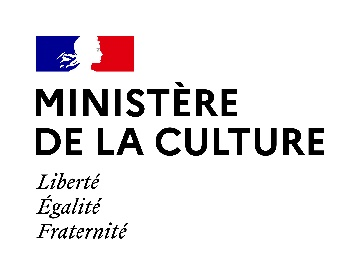 MINISTÈRE
DE LA CULTURE
Liberté
Égalité
Fraternité